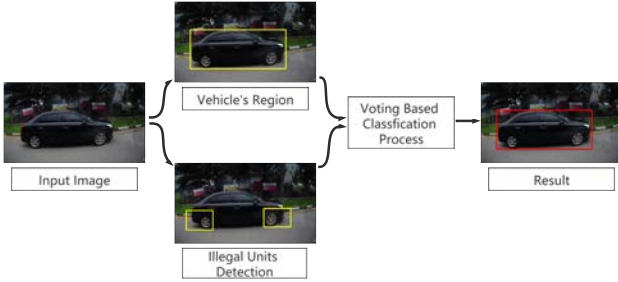 Vehicle's Region
Voting Based
Classfication
Process
Input Image
Result
Illegal Units
Detection